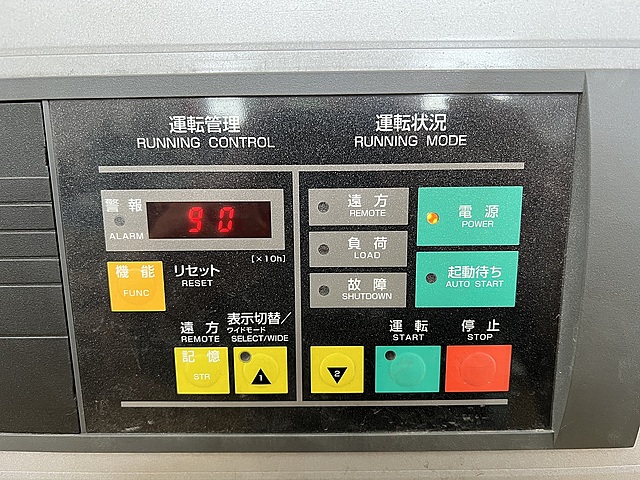 運転管理
RUNNING CONTROL
警報
ALARM
90
[×10h]
機能
FUNC
リセット
RESET
遠方
REMOTE
表示切替/
ワイドモード
SELECT/WIDE
記憶
STR
1
運転状況
RUNNING MODE
遠方
REMOTE
電源
POWER
負荷
LOAD
故障
SHUTDOWN
起動待ち
AUTO START
運転
START
停止
STOP
2